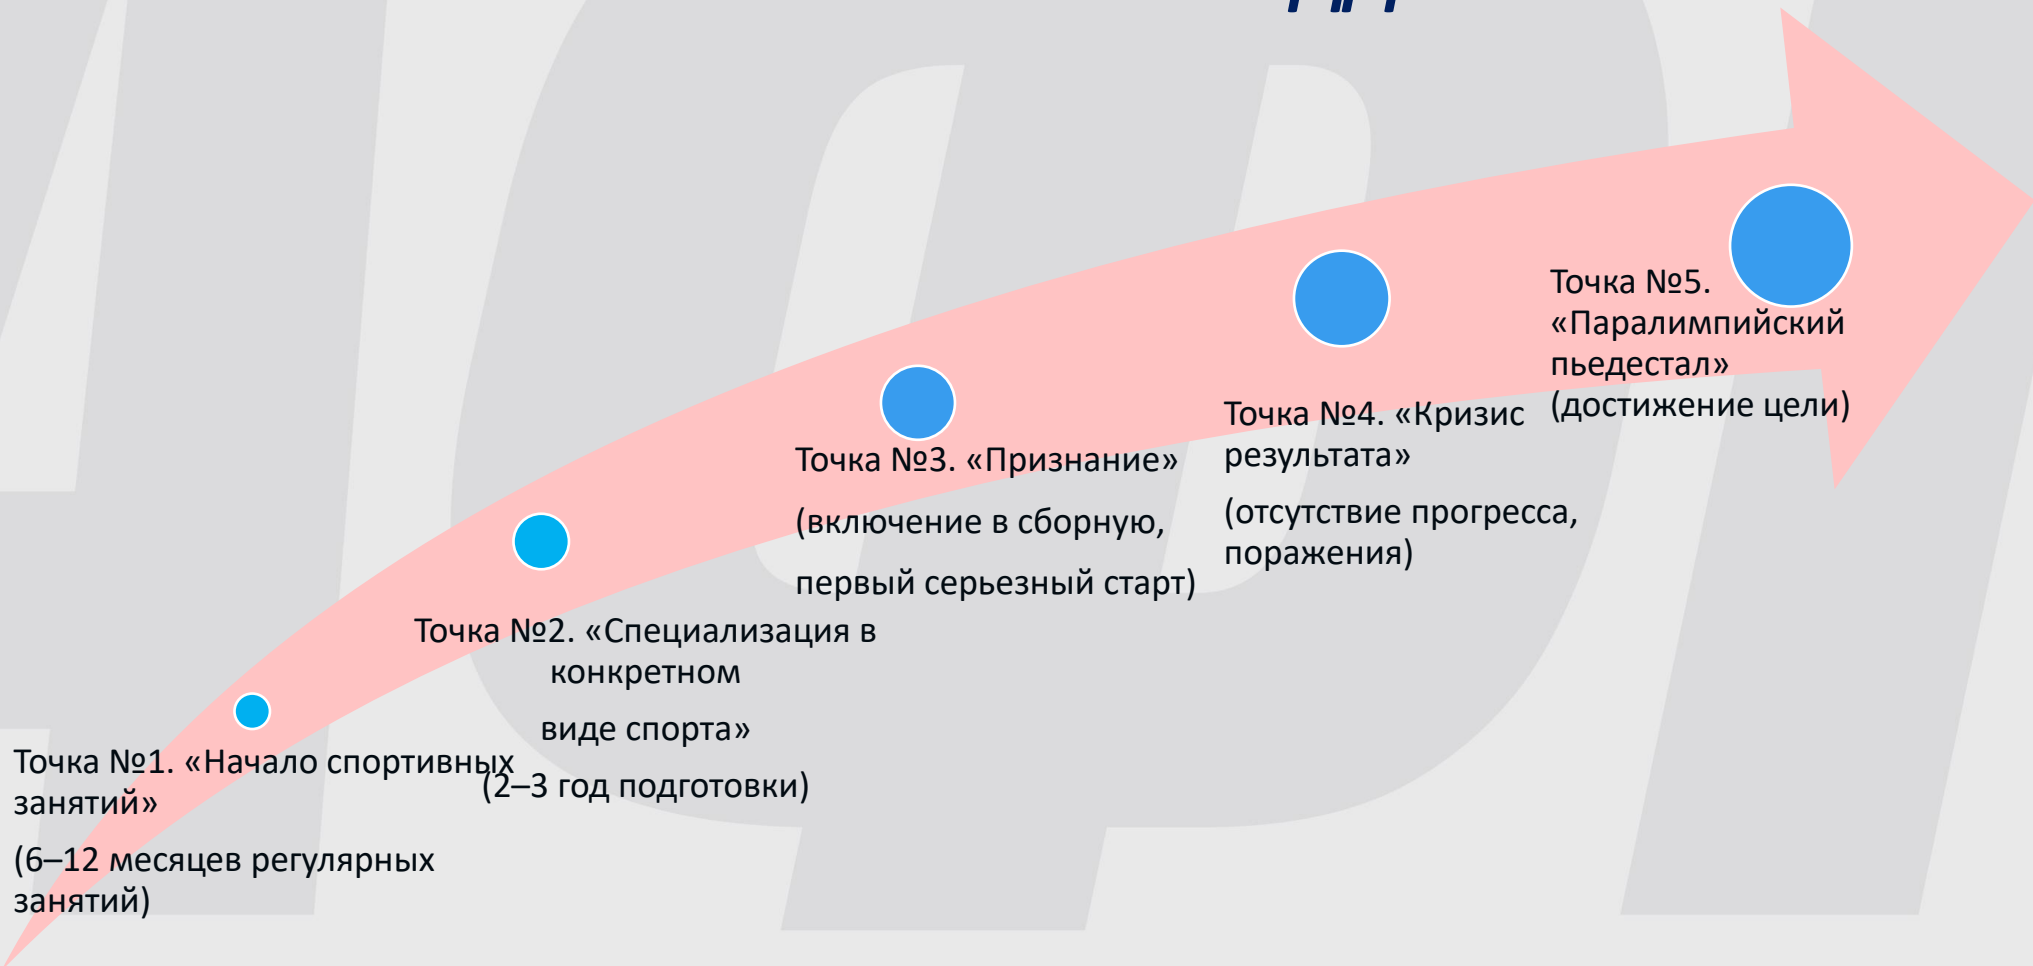 Точка №1. «Начало спортивных
занятий»
(6–12 месяцев регулярных
занятий)
Точка №2. «Специализация в
конкретном
виде спорта»
(2–3 год подготовки)
Точка №3. «Признание»
(включение в сборную,
первый серьезный старт)
Точка №4. «Кризис
результата»
(отсутствие прогресса,
поражения)
Точка №5.
«Паралимпийский
пьедестал»
(достижение цели)